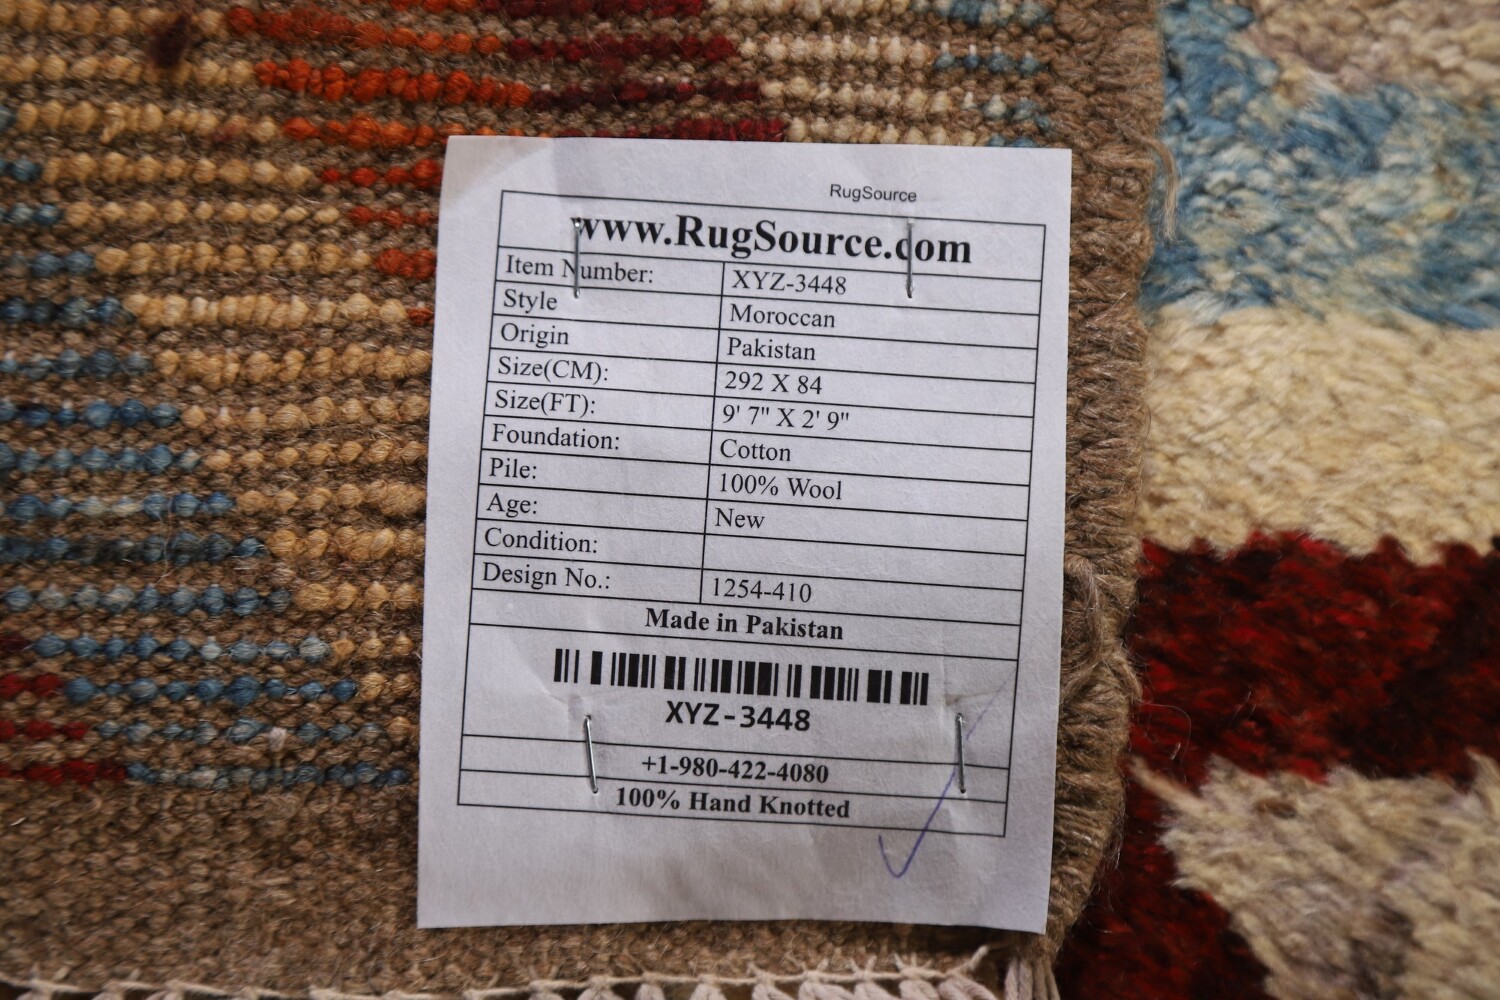 RugSource
www.RugSource.com
Item Number: XYZ-3448
Style Moroccan
Origin Pakistan
Size(CM): 292 X 84
Size(FT): 9' 7" X 2' 9"
Foundation: Cotton
Pile: 100% Wool
Age: New
Condition:
Design No.: 1254-410
Made in Pakistan
XYZ-3448
+1-980-422-4080
100% Hand Knotted